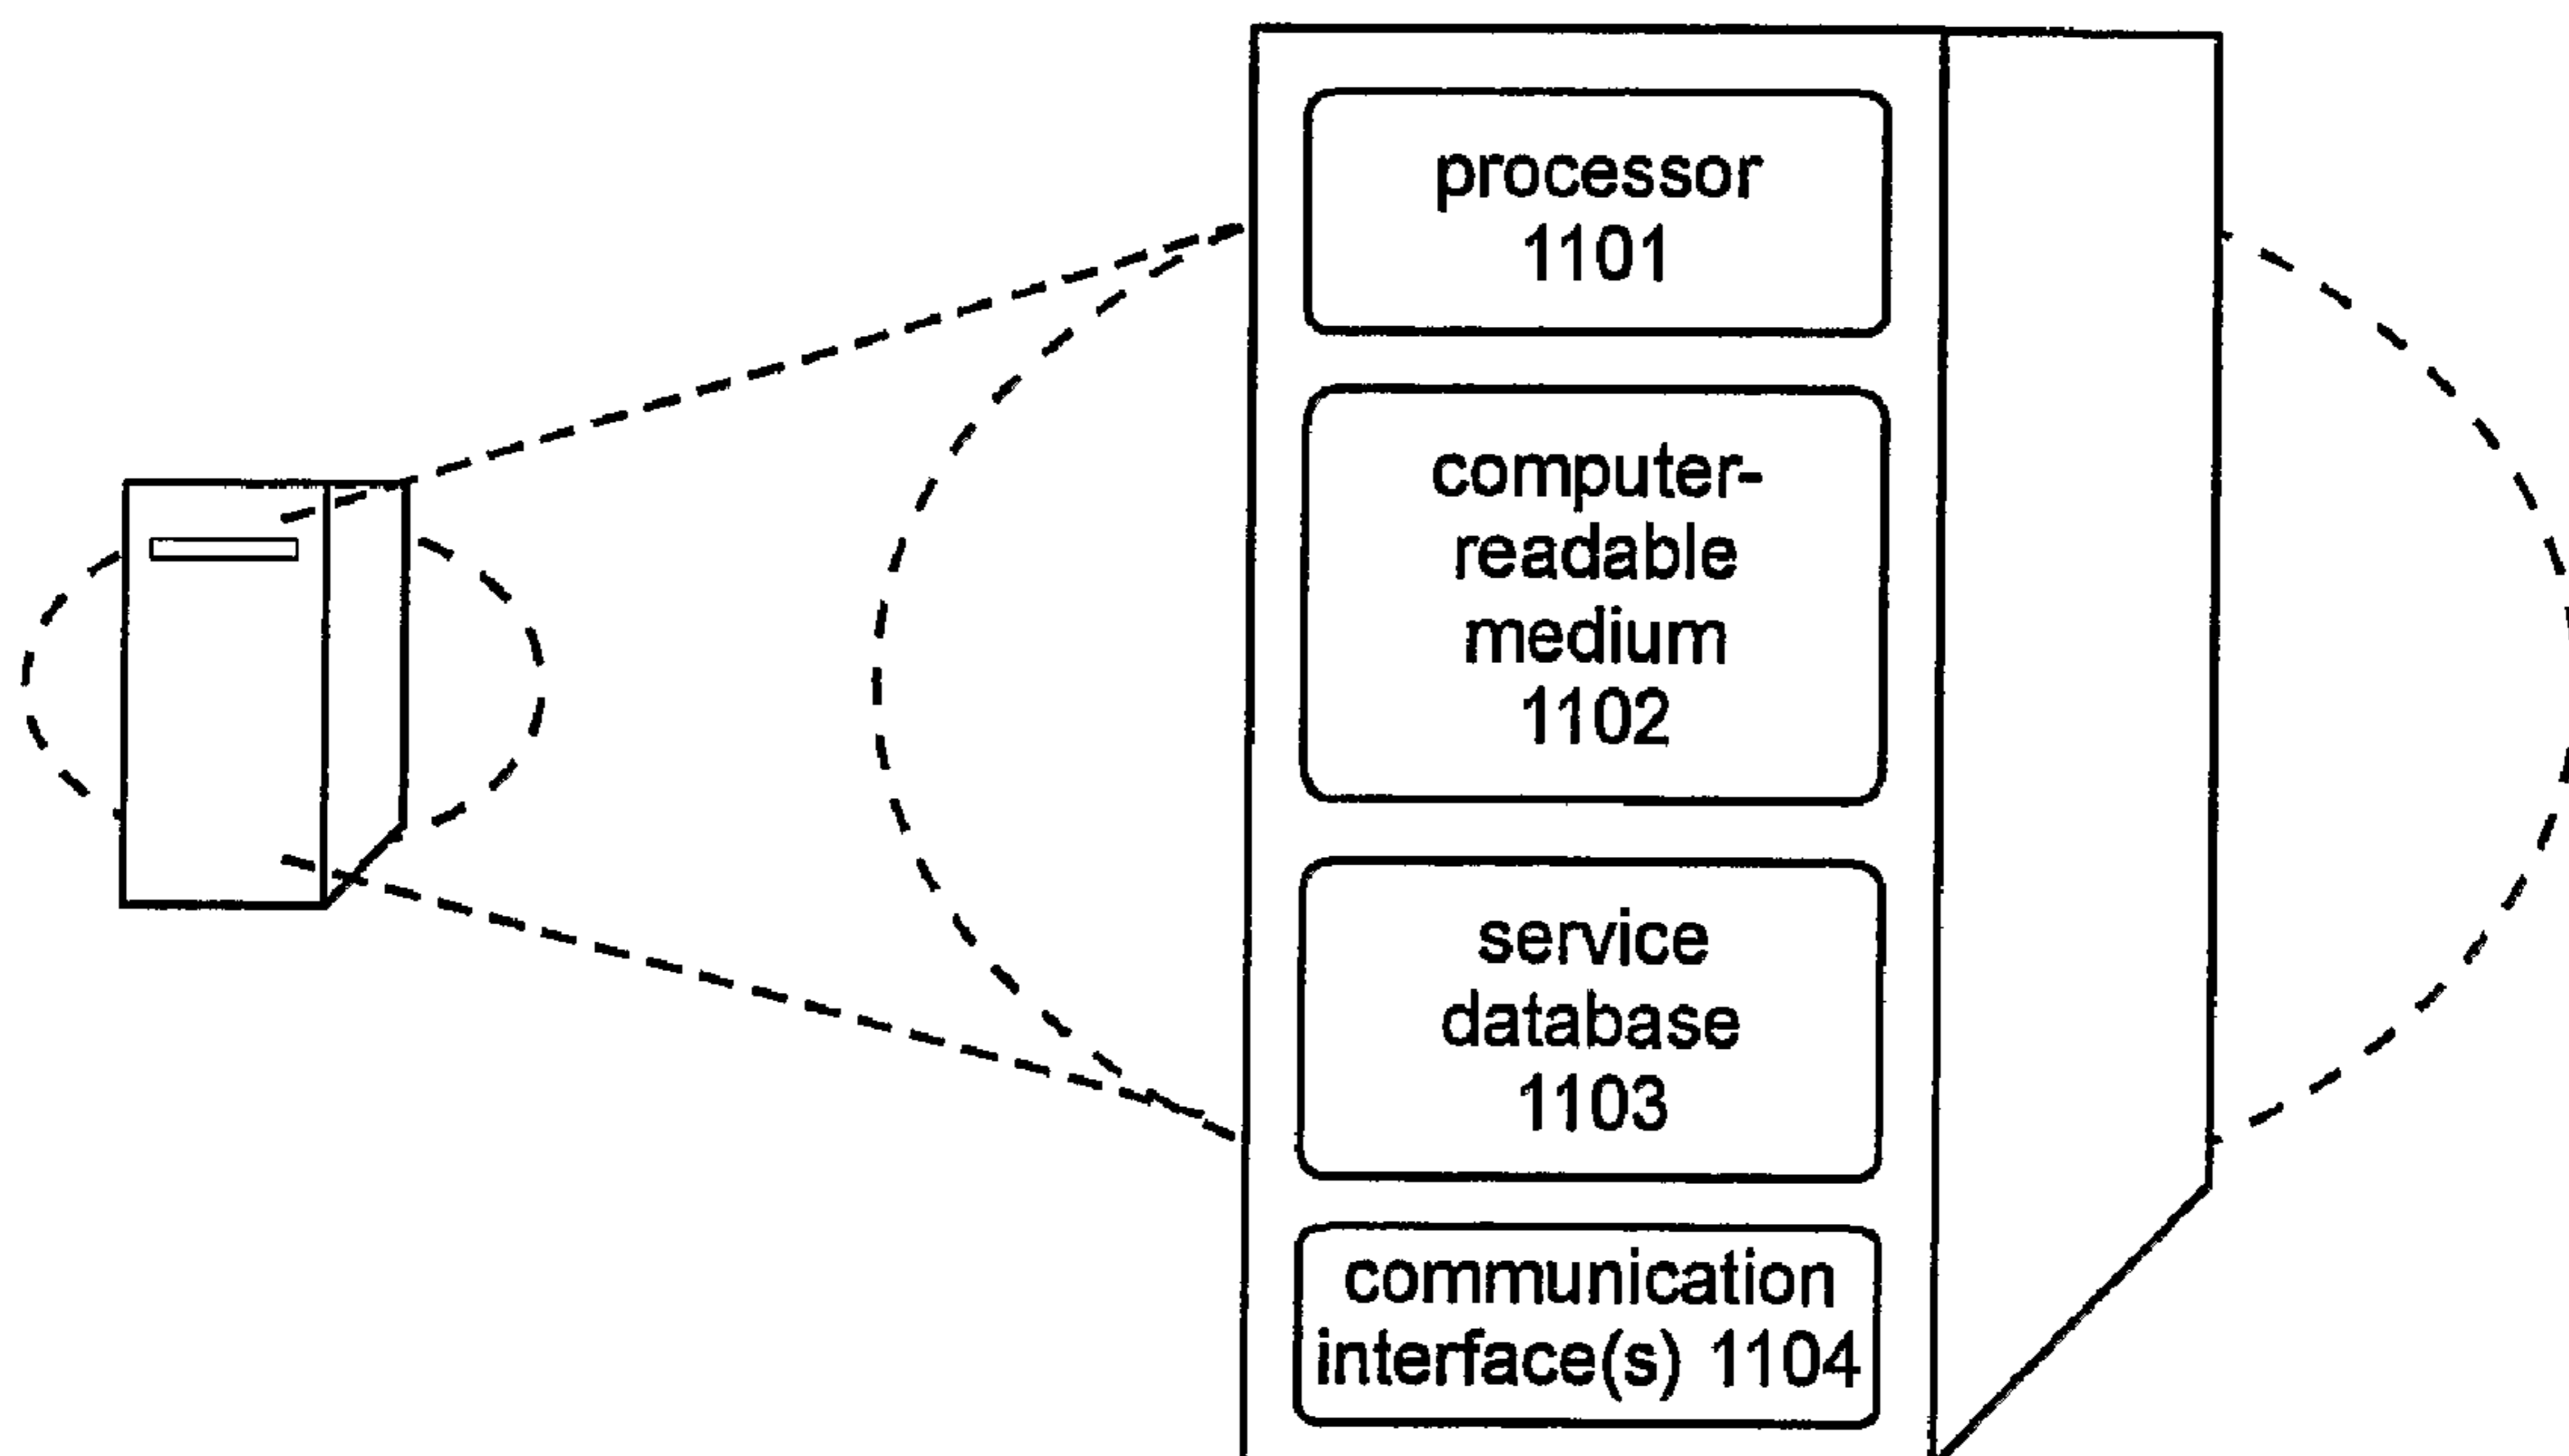 processor
1101
computer-
readable
medium
1102
service
database
1103
communication
interface(s) 1104